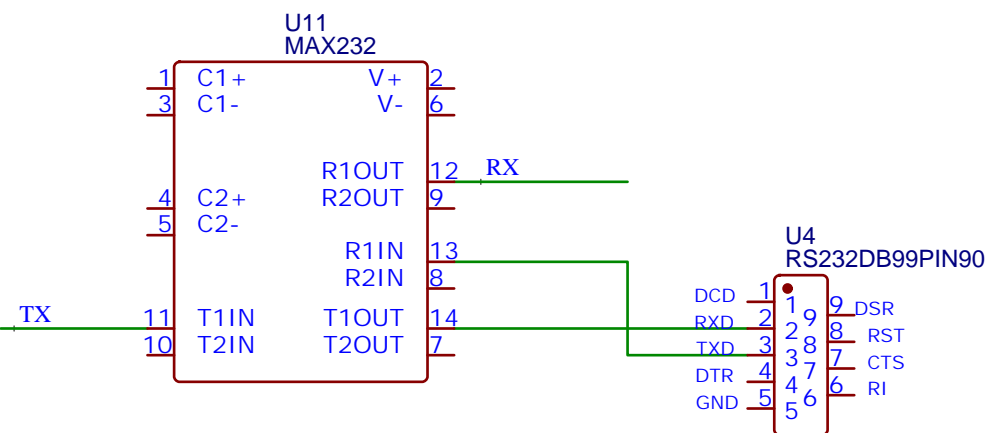 U11
MAX232
1 C1+ V+ 2
3 C1- V- 6
R1OUT 12 RX
4 C2+ R2OUT 9
5 C2-
R1IN 13
R2IN 8
TX 11 T1IN T1OUT 14
10 T2IN T2OUT 7
U4
RS232DB99PIN90
DCD 1 1 9 9 DSR
RXD 2 2 8 8 RST
TXD 3 3 7 7 CTS
DTR 4 4 6 6 RI
GND 5 5